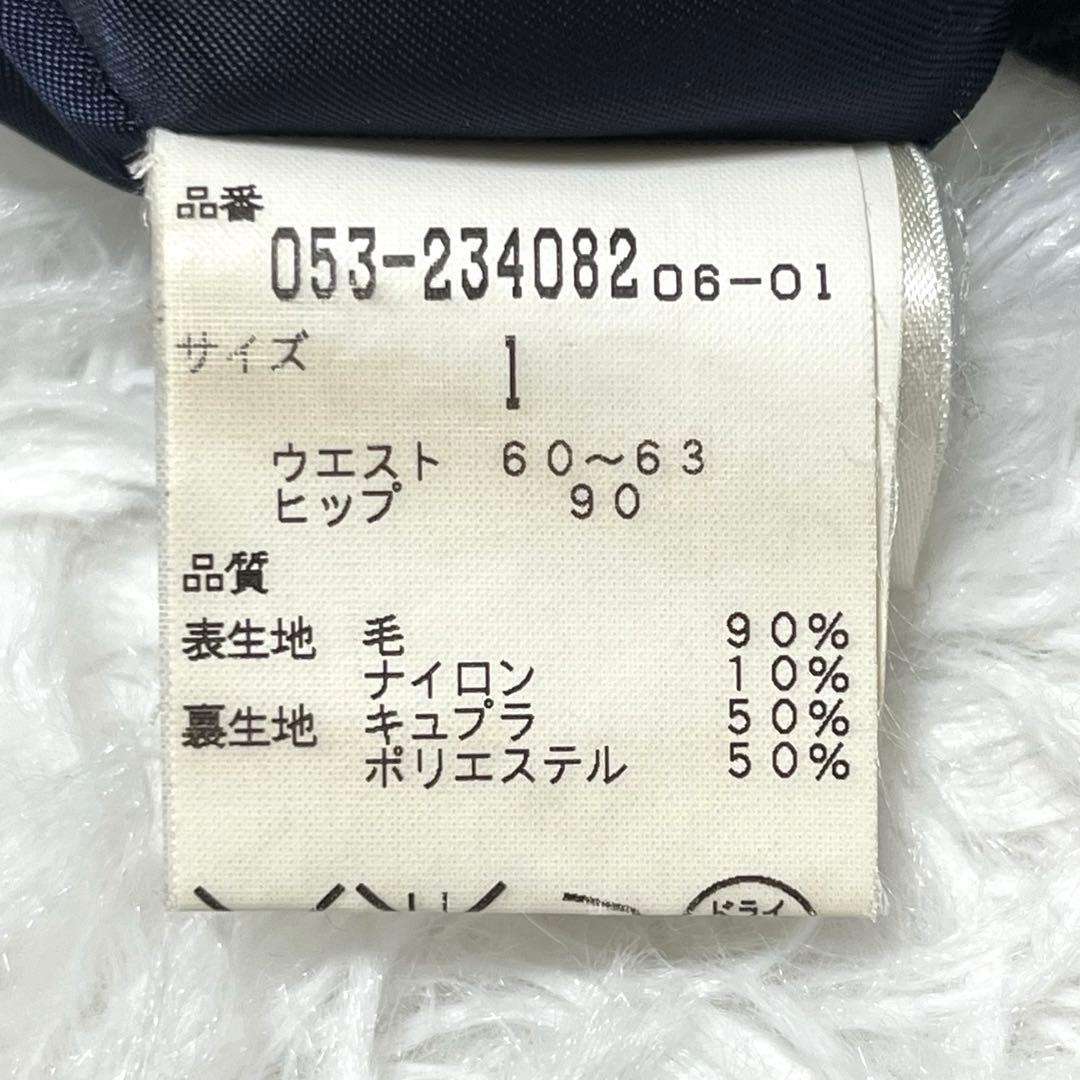 品番
053-234082 06-01
サイズ 1
ウエスト 60~63
ヒップ 90
品質
表生地 毛 90%
ナイロン 10%
裏生地 キュプラ 50%
ポリエステル 50%
ドライ